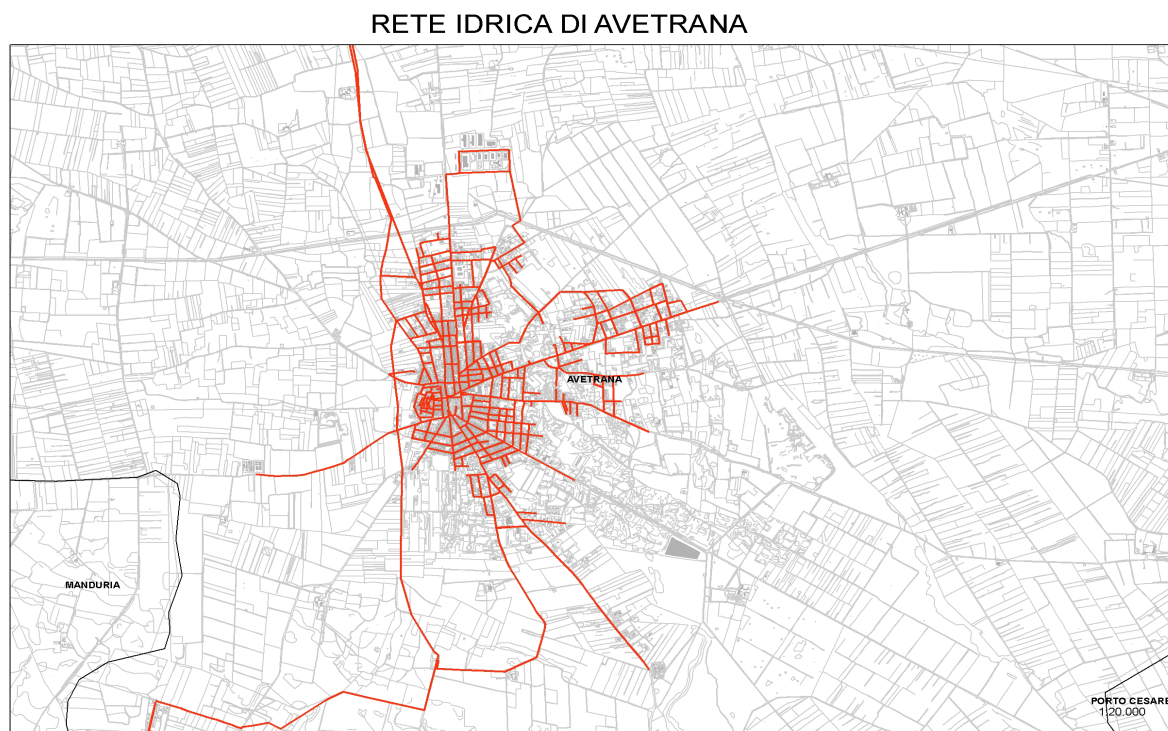 RETE IDRICA DI AVETRANA
AVETRANA
MANDURIA
PORTO CESARE
1:20.000